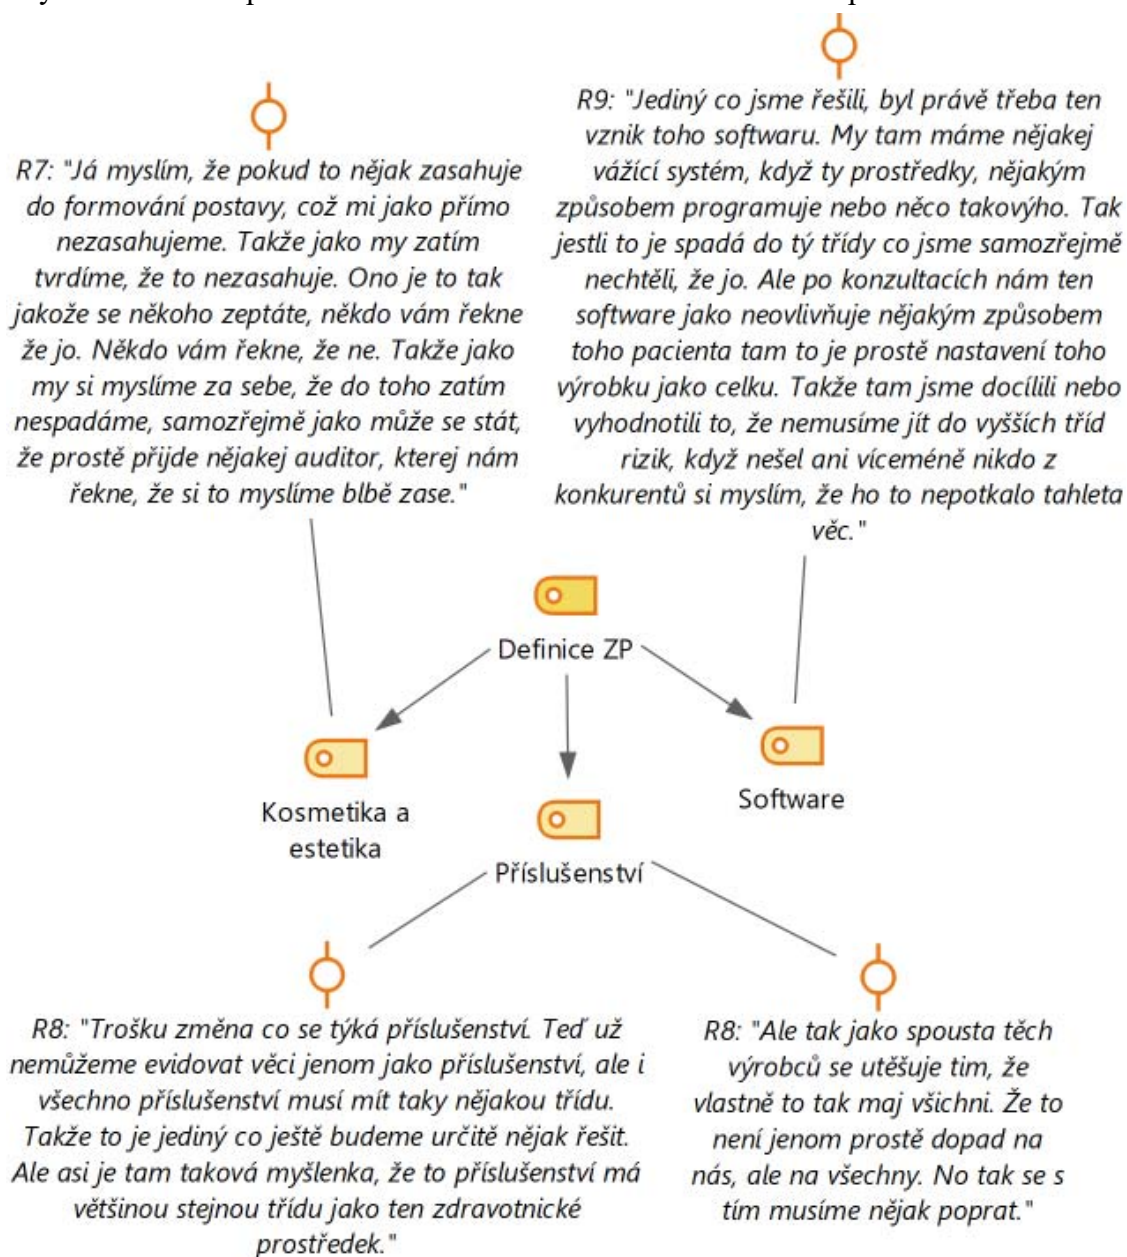 R7: "Já myslím, že pokud to nějak zasahuje
do formování postavy, což mi jako přímo
nezasahujeme. Takže jako my zatím
tvrdíme, že to nezasahuje. Ono je to tak
jakože se někoho zeptáte, někdo vám řekne
že jo. Někdo vám řekne, že ne. Takže jako
my si myslíme za sebe, že do toho zatím
nespadáme, samozřejmě jako může se stát,
že prostě přijde nějakej auditor, kterej nám
řekne, že si to myslíme blbě zase."
R9: "Jediný co jsme řešili, byl právě třeba ten
vznik toho softwaru. My tam máme nějakej
vážící systém, když ty prostředky, nějakým
způsobem programuje nebo něco takovýho. Tak
jestli to je spadá do tý třídy co jsme samozřejmě
nechtěli, že jo. Ale po konzultacích nám ten
software jako neovlivňuje nějakým způsobem
toho pacienta tam to je prostě nastavení toho
výrobku jako celku. Takže tam jsme docílili nebo
vyhodnotili to, že nemusíme jít do vyšších tříd
rizik, když nešel ani víceméně nikdo z
konkurentů si myslím, že ho to nepotkalo tahleta
věc."
Definice ZP
Kosmetika a
estetika
Příslušenství
Software
R8: "Trošku změna co se týká příslušenství. Teď už
nemůžeme evidovat věci jenom jako příslušenství, ale i
všechno příslušenství musí mít taky nějakou třídu.
Takže to je jediný co ještě budeme určitě nějak řešit.
Ale asi je tam taková myšlenka, že to příslušenství má
většinou stejnou třídu jako ten zdravotnické
prostředek."
R8: "Ale tak jako spousta těch
výrobců se utěšuje tim, že
vlastně to tak maj všichni. Že to
není jenom prostě dopad na
nás, ale na všechny. No tak se s
tím musíme nějak poprat."